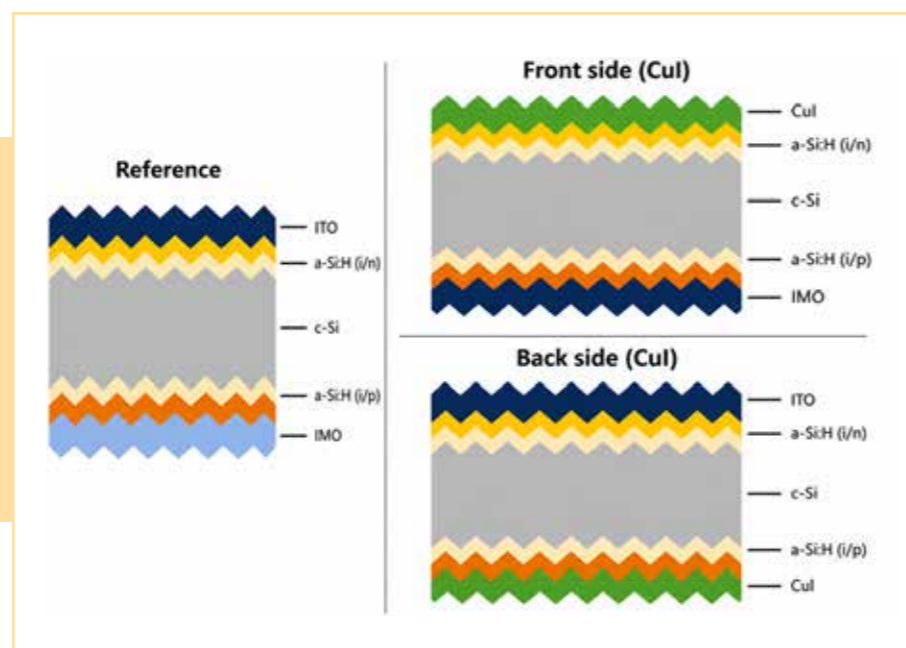 Reference
ITO
a-Si:H (i/n)
c-Si
a-Si:H (i/p)
IMO
Front side (CuI)
CuI
a-Si:H (i/n)
c-Si
a-Si:H (i/p)
IMO
Back side (CuI)
ITO
a-Si:H (i/n)
c-Si
a-Si:H (i/p)
CuI